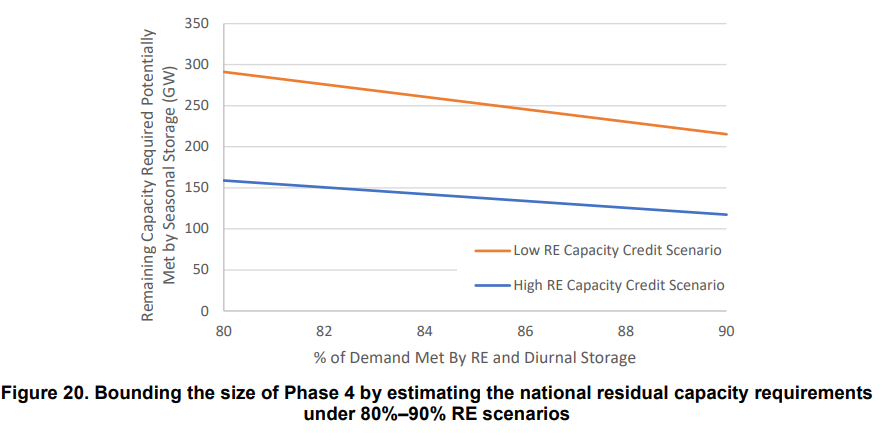 350
300
250
200
150
100
50
0
Remaining Capacity Required Potentially
Met by Seasonal Storage (GW)
Low RE Capacity Credit Scenario
High RE Capacity Credit Scenario
80 82 84 86 88 90
% of Demand Met By RE and Diurnal Storage
Figure 20. Bounding the size of Phase 4 by estimating the national residual capacity requirements
under 80%–90% RE scenarios